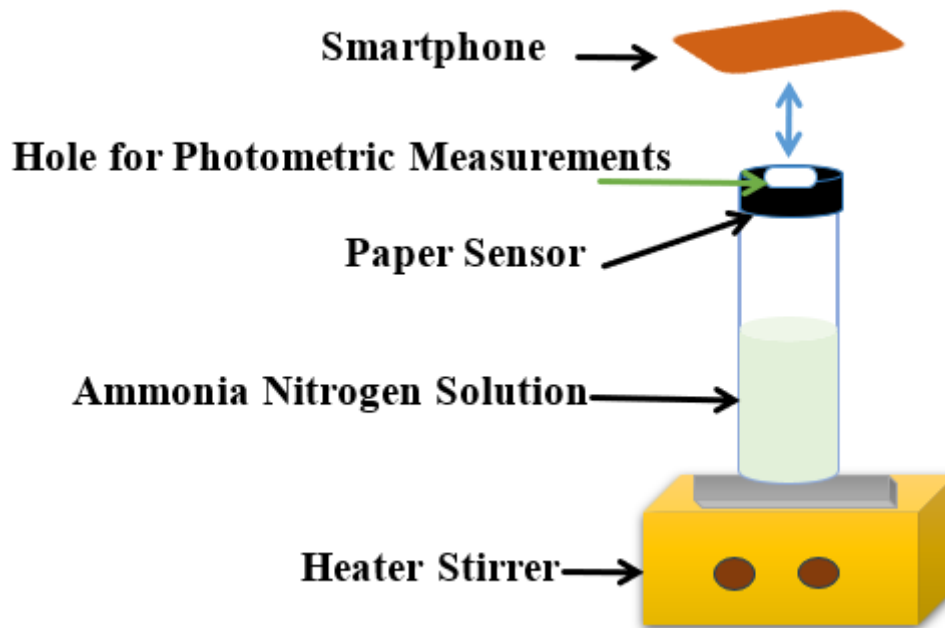 Smartphone
Hole for Photometric Measurements
Paper Sensor
Ammonia Nitrogen Solution
Heater Stirrer